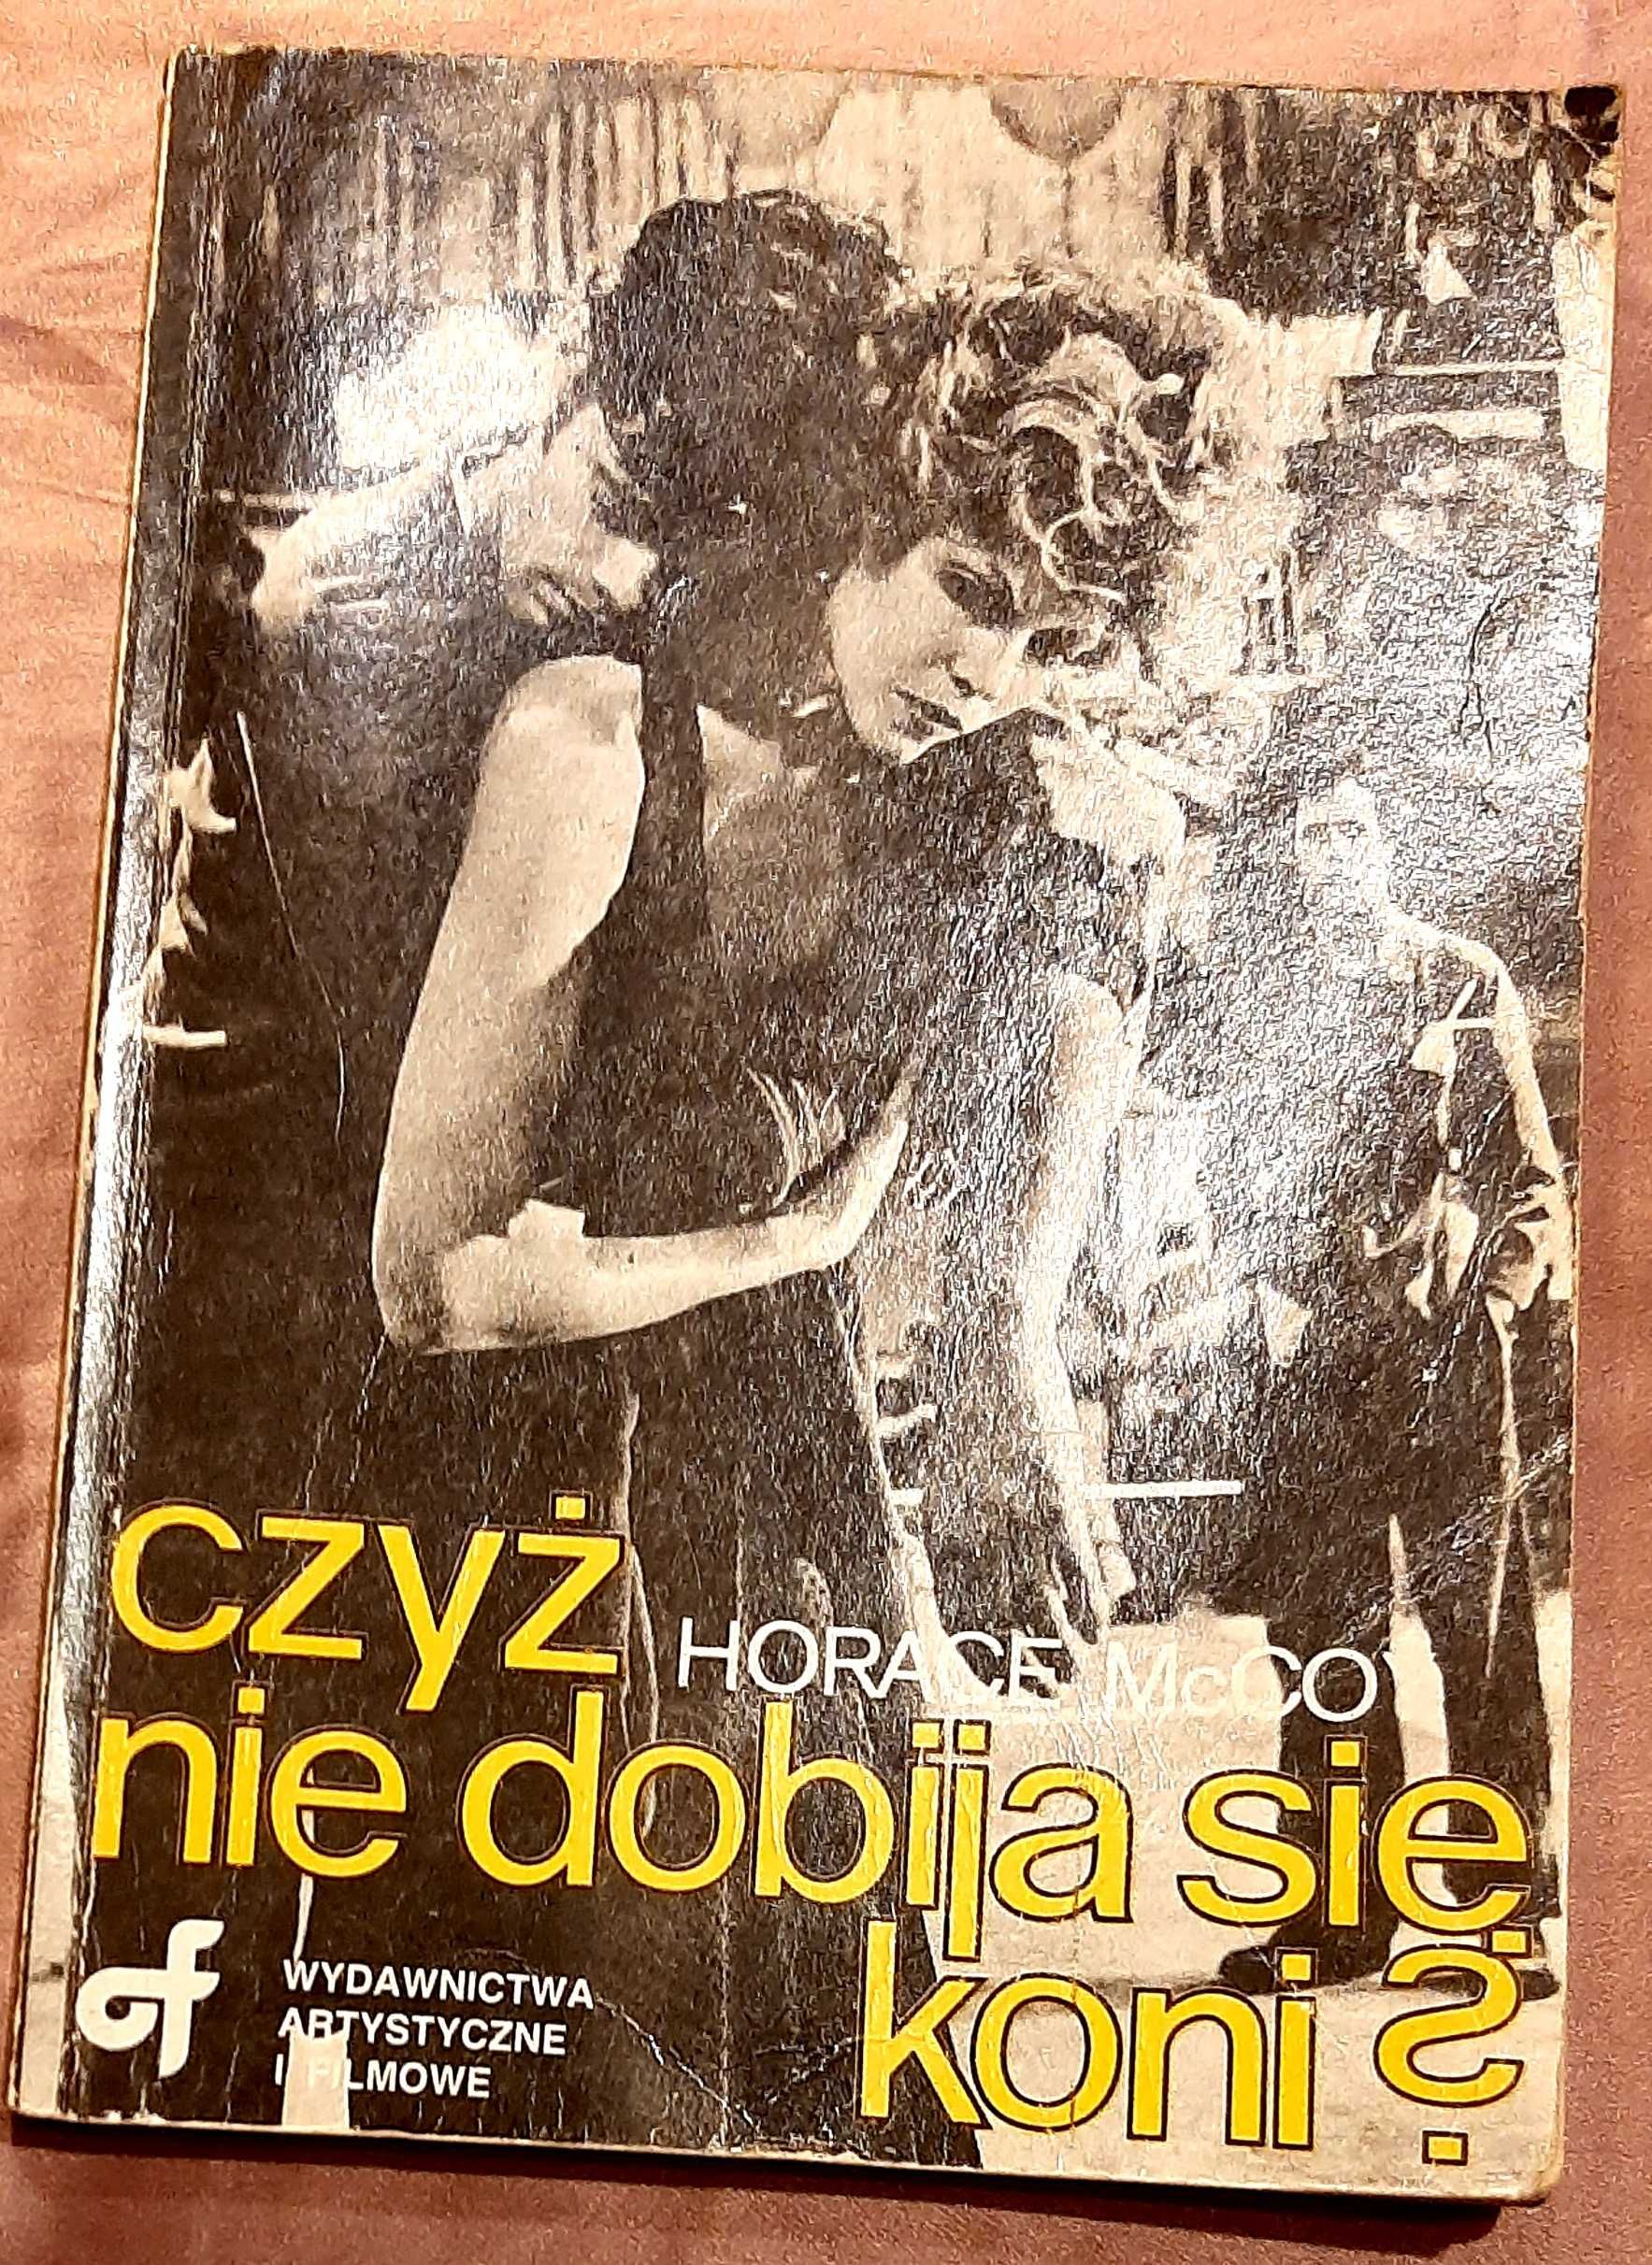 czyż
HORACE McCOY
nie dobija się
koni?
WYDAWNICTWA
ARTYSTYCZNE
I FILMOWE